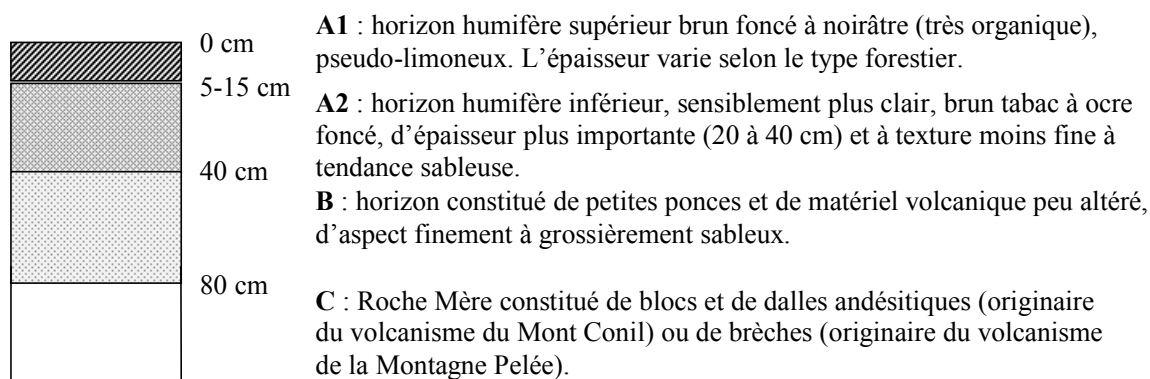 0 cm
5-15 cm
40 cm
80 cm
A1 : horizon humifère supérieur brun foncé à noirâtre (très organique),
pseudo-limoneux. L’épaisseur varie selon le type forestier.
A2 : horizon humifère inférieur, sensiblement plus clair, brun tabac à ocre
foncé, d’épaisseur plus importante (20 à 40 cm) et à texture moins fine à
tendance sableuse.
B : horizon constitué de petites ponces et de matériel volcanique peu altéré,
d’aspect finement à grossièrement sableux.
C : Roche Mère constitué de blocs et de dalles andésitiques (originaire
du volcanisme du Mont Conil) ou de brèches (originaire du volcanisme
de la Montagne Pelée).